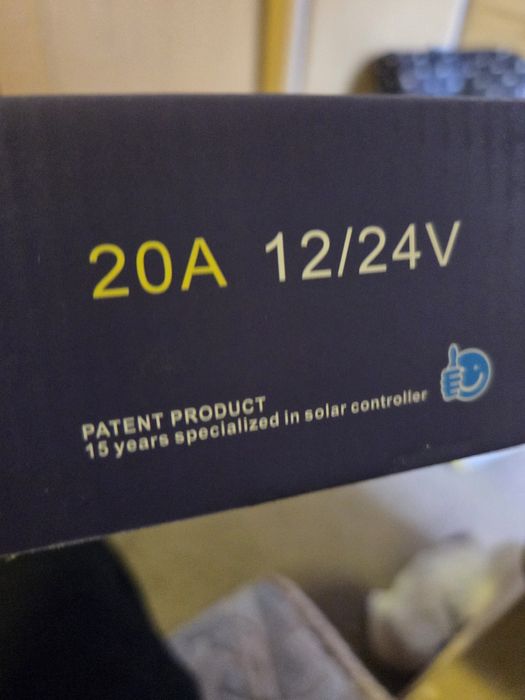 20A 12/24V
PATENT PRODUCT
15 years specialized in solar controller